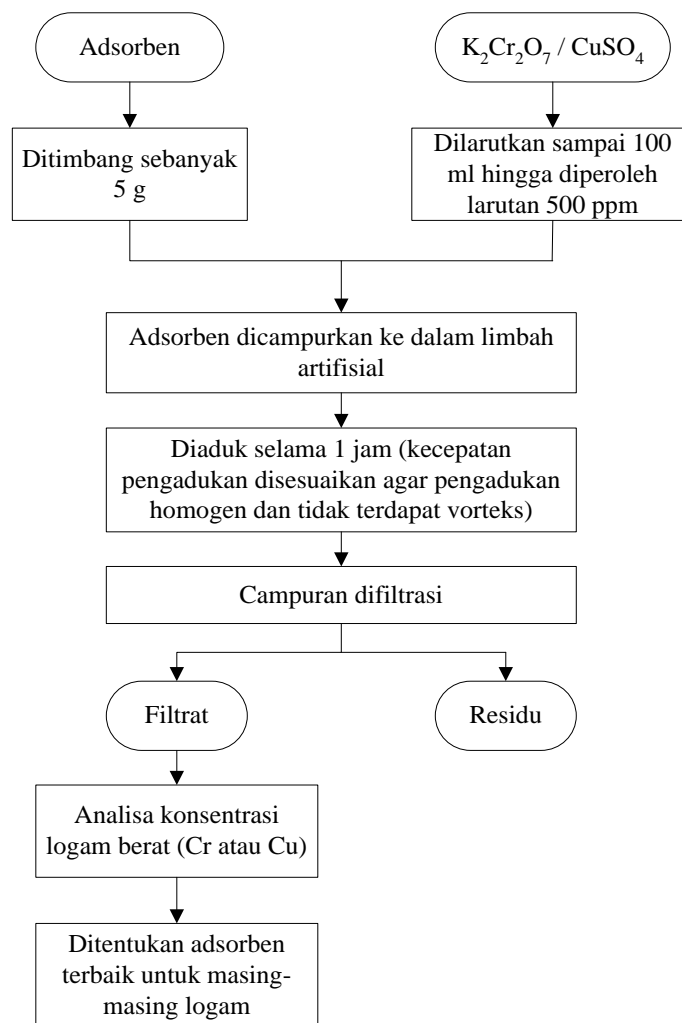 Adsorben
K₂Cr₂O₇ / CuSO₄
Ditimbang sebanyak
5 g
Dilarutkan sampai 100
ml hingga diperoleh
larutan 500 ppm
Adsorben dicampurkan ke dalam limbah
artifisial
Diaduk selama 1 jam (kecepatan
pengadukan disesuaikan agar pengadukan
homogen dan tidak terdapat vorteks)
Campuran difiltrasi
Filtrat
Residu
Analisa konsentrasi
logam berat (Cr atau Cu)
Ditentukan adsorben
terbaik untuk masing-
masing logam